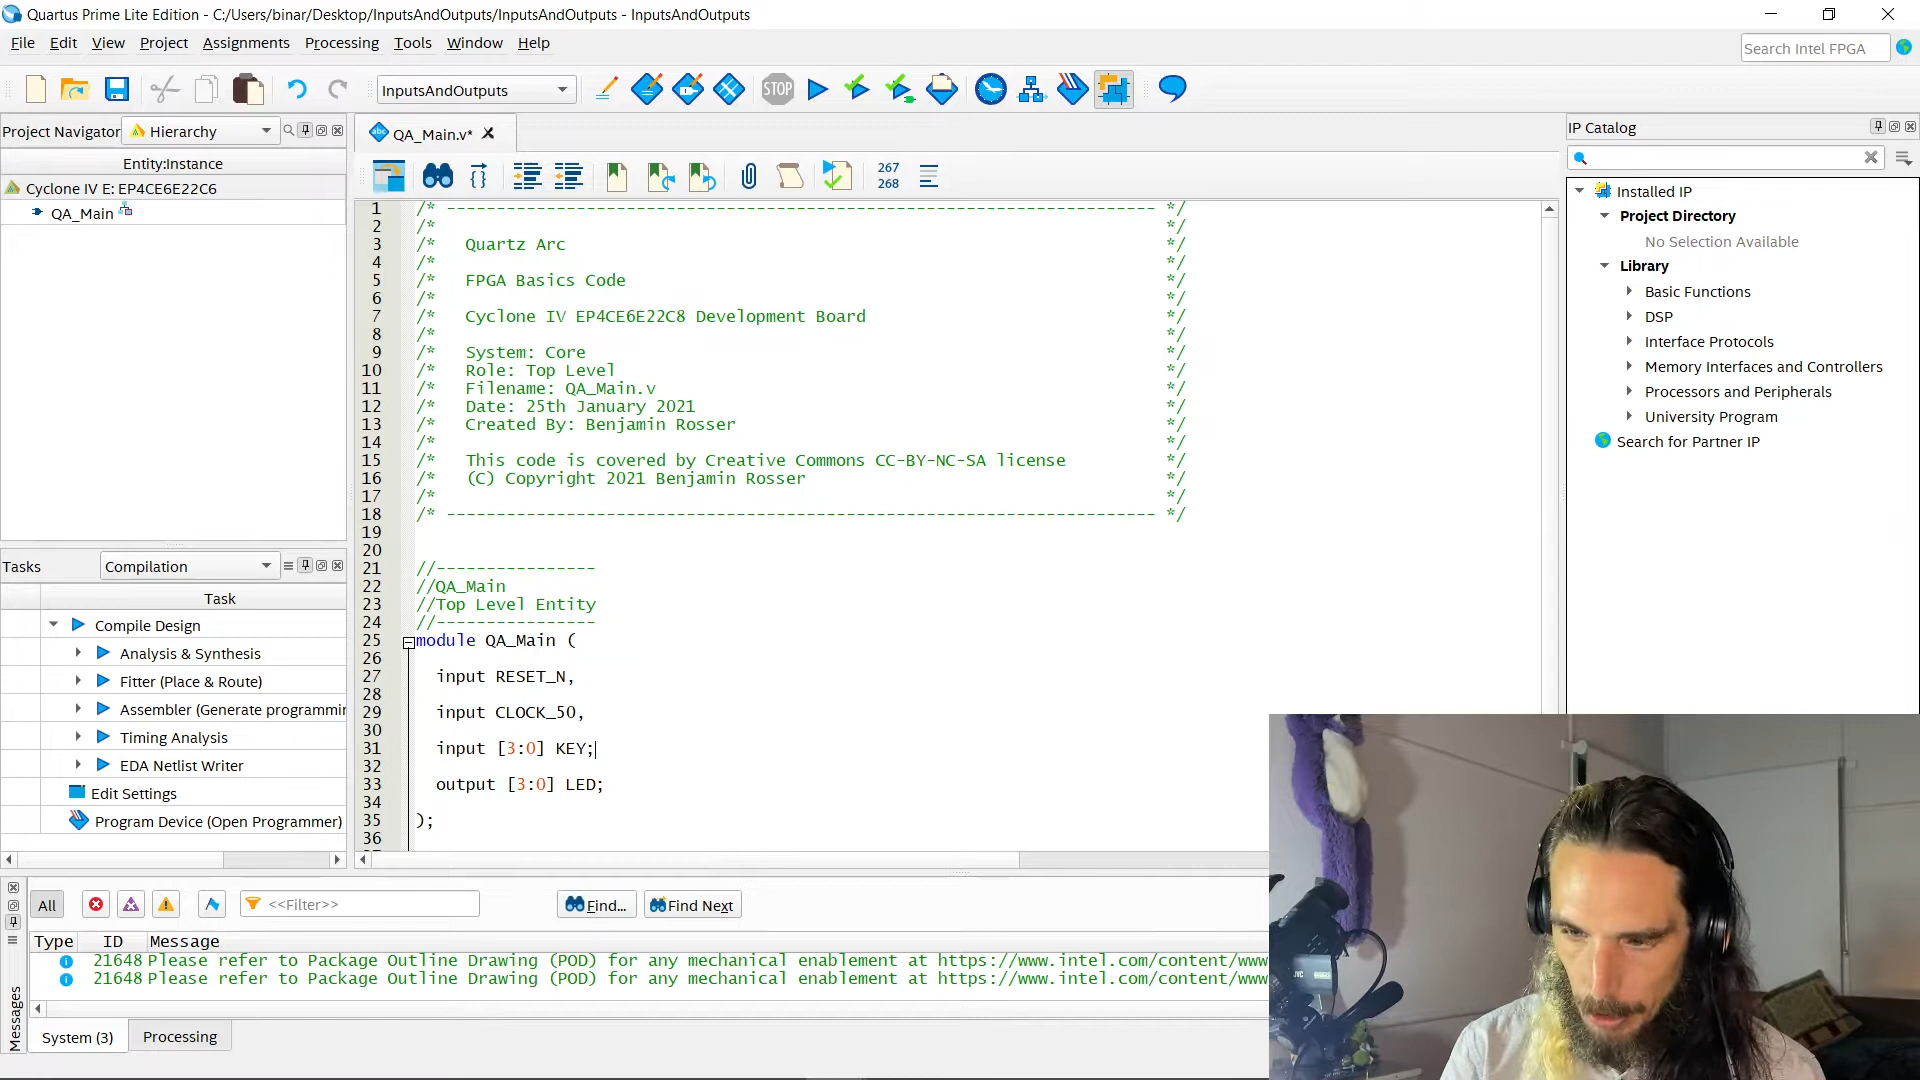 Quartus Prime Lite Edition - C:/Users/binar/Desktop/InputsAndOutputs/InputsAndOutputs - InputsAndOutputs
File Edit View Project Assignments Processing Tools Window Help
Search Intel FPGA
InputsAndOutputs
STOP
Project Navigator
Hierarchy
Entity:Instance
Cyclone IV E: EP4CE6E22C6
QA_Main
Tasks
Compilation
Task
Compile Design
Analysis & Synthesis
Fitter (Place & Route)
Assembler (Generate programmin
Timing Analysis
EDA Netlist Writer
Edit Settings
Program Device (Open Programmer)
abc
QA_Main.v*
267
268
1 /* ----------------------------------------------------------------------- */
2 /* */
3 /* Quartz Arc */
4 /* */
5 /* FPGA Basics Code */
6 /* */
7 /* Cyclone IV EP4CE6E22C8 Development Board */
8 /* */
9 /* System: Core */
10 /* Role: Top Level */
11 /* Filename: QA_Main.v */
12 /* Date: 25th January 2021 */
13 /* Created By: Benjamin Rosser */
14 /* */
15 /* This code is covered by Creative Commons CC-BY-NC-SA license */
16 /* (C) Copyright 2021 Benjamin Rosser */
17 /* */
18 /* ----------------------------------------------------------------------- */
19
20
21 //----------------
22 //QA_Main
23 //Top Level Entity
24 //----------------
25 module QA_Main (
26
27 input RESET_N,
28
29 input CLOCK_50,
30
31 input [3:0] KEY;
32
33 output [3:0] LED;
34
35 );
36
IP Catalog
Installed IP
Project Directory
No Selection Available
Library
Basic Functions
DSP
Interface Protocols
Memory Interfaces and Controllers
Processors and Peripherals
University Program
Search for Partner IP
Messages
All
<<Filter>>
Find...
Find Next
Type ID Message
21648 Please refer to Package Outline Drawing (POD) for any mechanical enablement at https://www.intel.com/content/www
21648 Please refer to Package Outline Drawing (POD) for any mechanical enablement at https://www.intel.com/content/www
System (3)
Processing
JVC